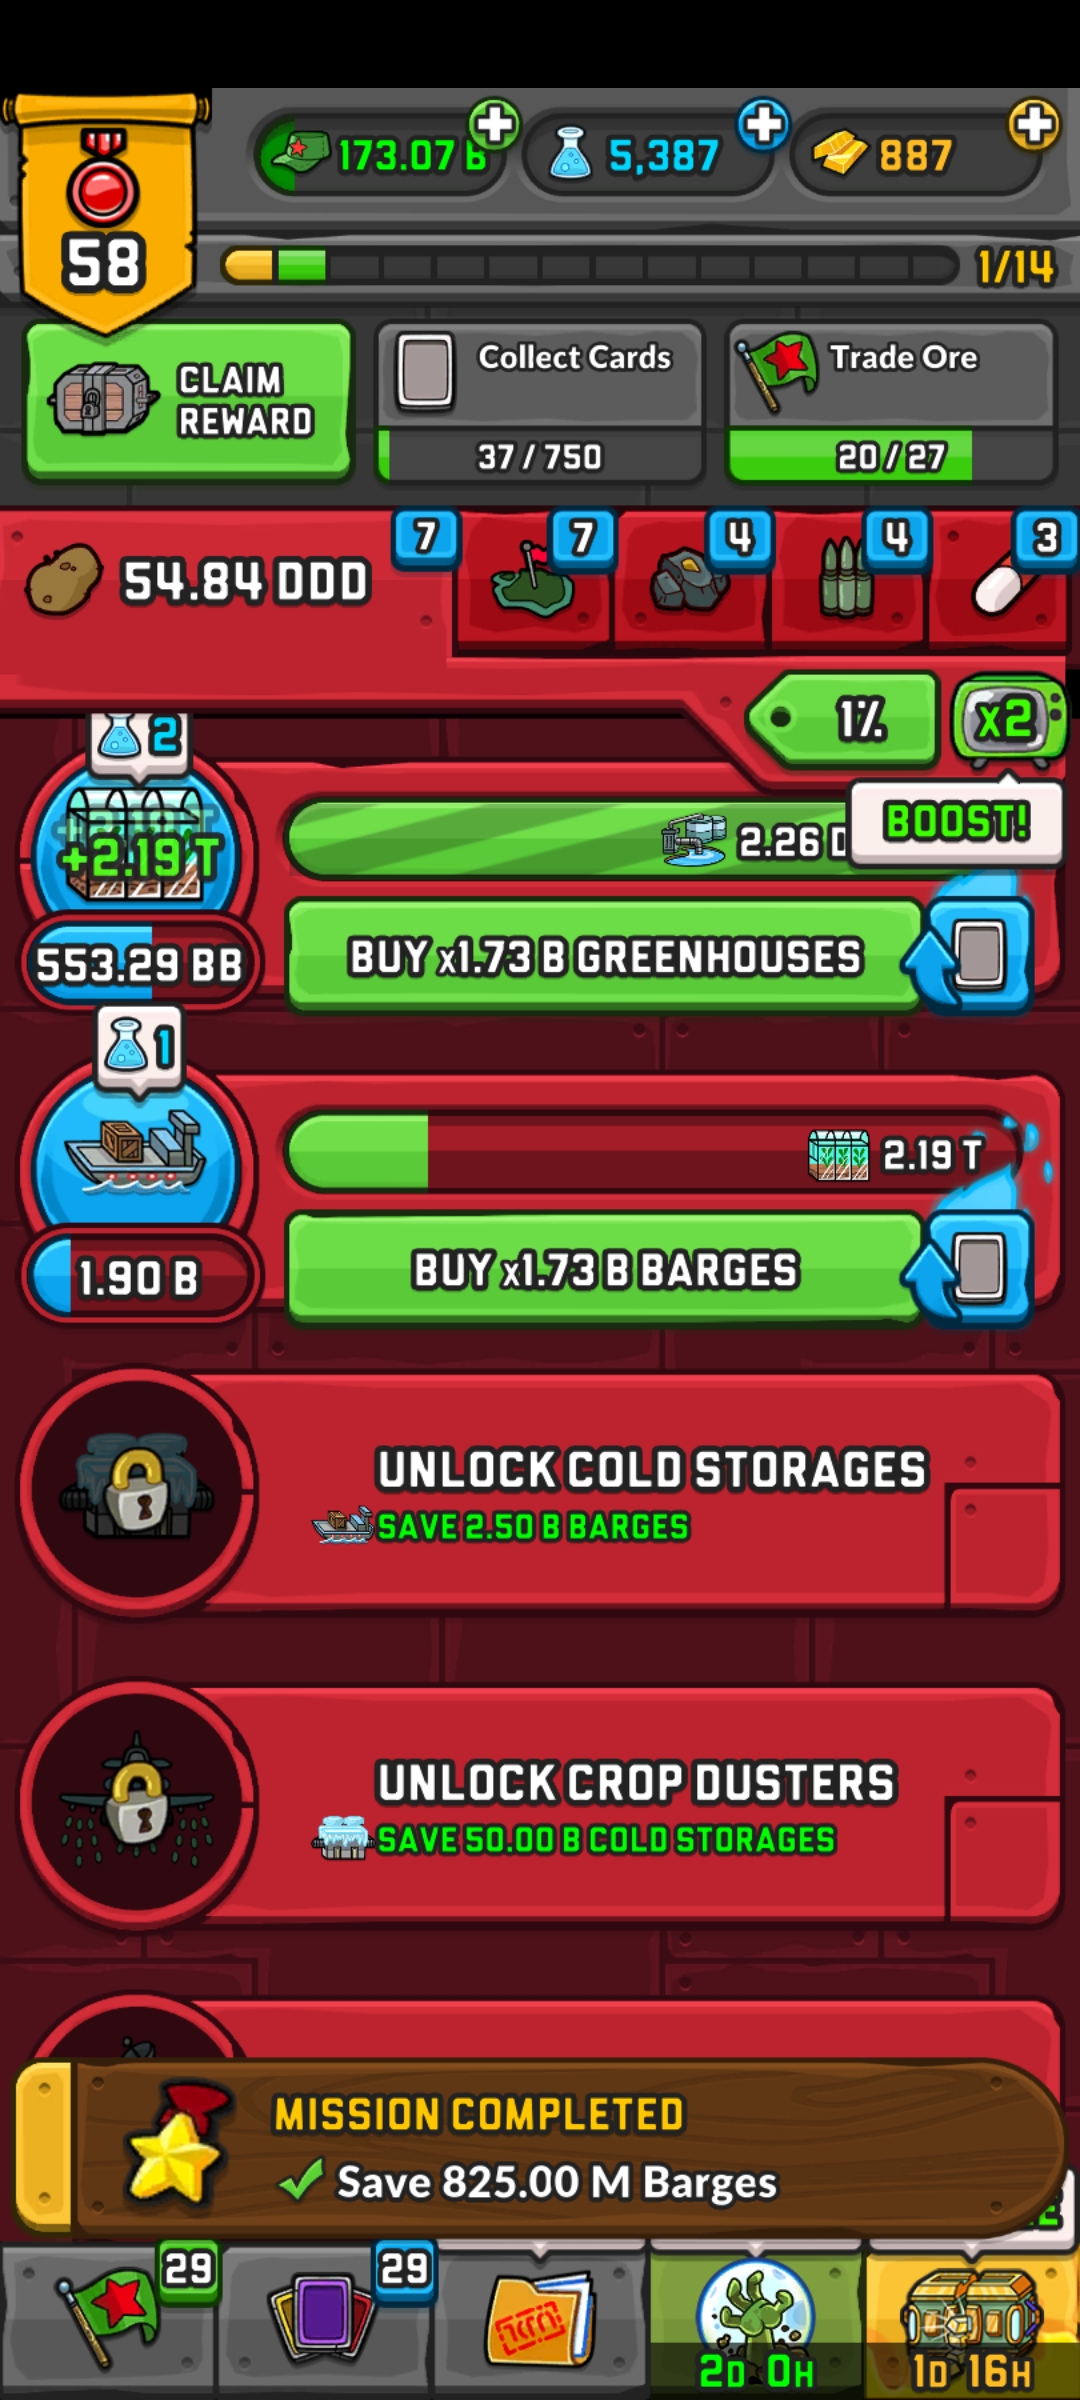 58
173.07 B
5,387
887
1/14
CLAIM
REWARD
Collect Cards
37 / 750
Trade Ore
20 / 27
54.84 DDD
7
7
4
4
3
1%
x2
BOOST!
2
+2.19 T
2.26
BUY x1.73 B GREENHOUSES
553.29 BB
1
2.19 T
BUY x1.73 B BARGES
1.90 B
UNLOCK COLD STORAGES
SAVE 2.50 B BARGES
UNLOCK CROP DUSTERS
SAVE 50.00 B COLD STORAGES
MISSION COMPLETED
Save 825.00 M Barges
29
29
2D 0H
1D 16H